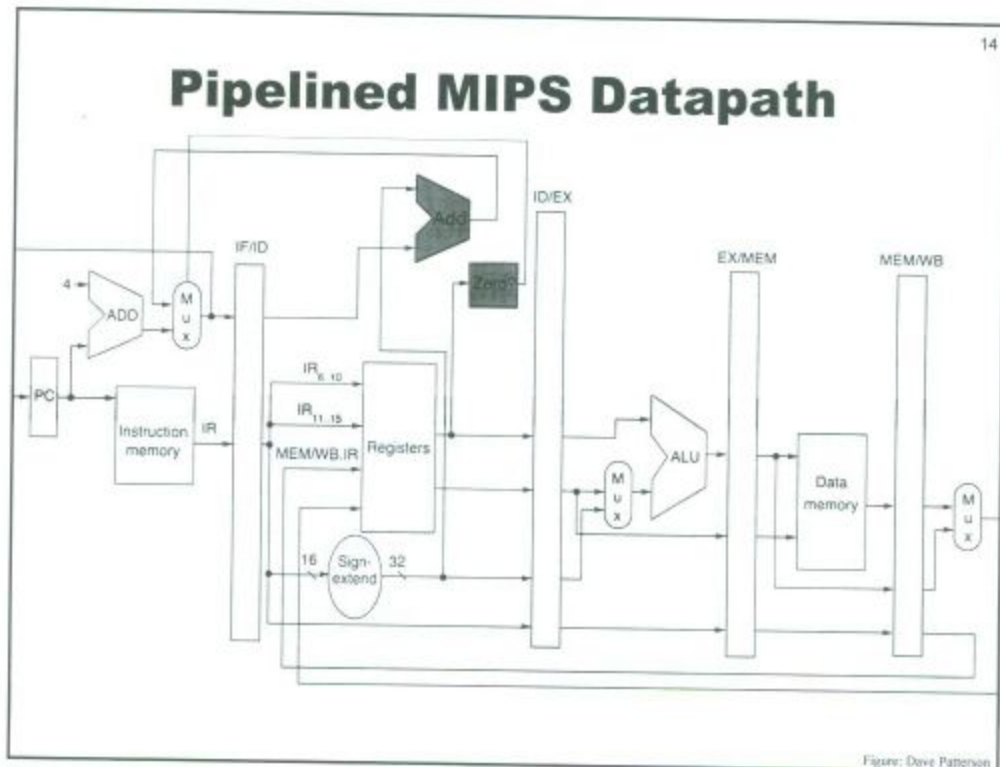 14
Pipelined MIPS Datapath
ID/EX
IF/ID
Add
EX/MEM
MEM/WB
Zero?
4
ADD
M
u
x
PC
IR6..10
IR11..15
Instruction
memory
IR
Registers
MEM/WB.IR
ALU
M
u
x
Data
memory
M
u
x
16
Sign-
extend
32
Figure: Dave Patterson